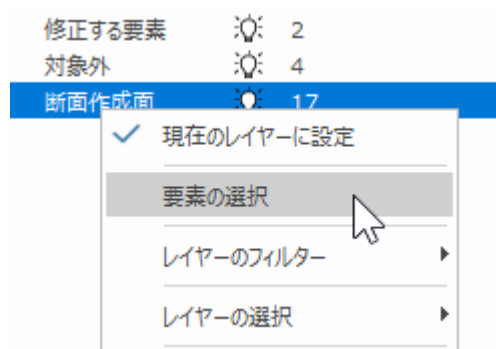 修正する要素 2
対象外 4
断面作成面 17
現在のレイヤーに設定
要素の選択
レイヤーのフィルター
レイヤーの選択